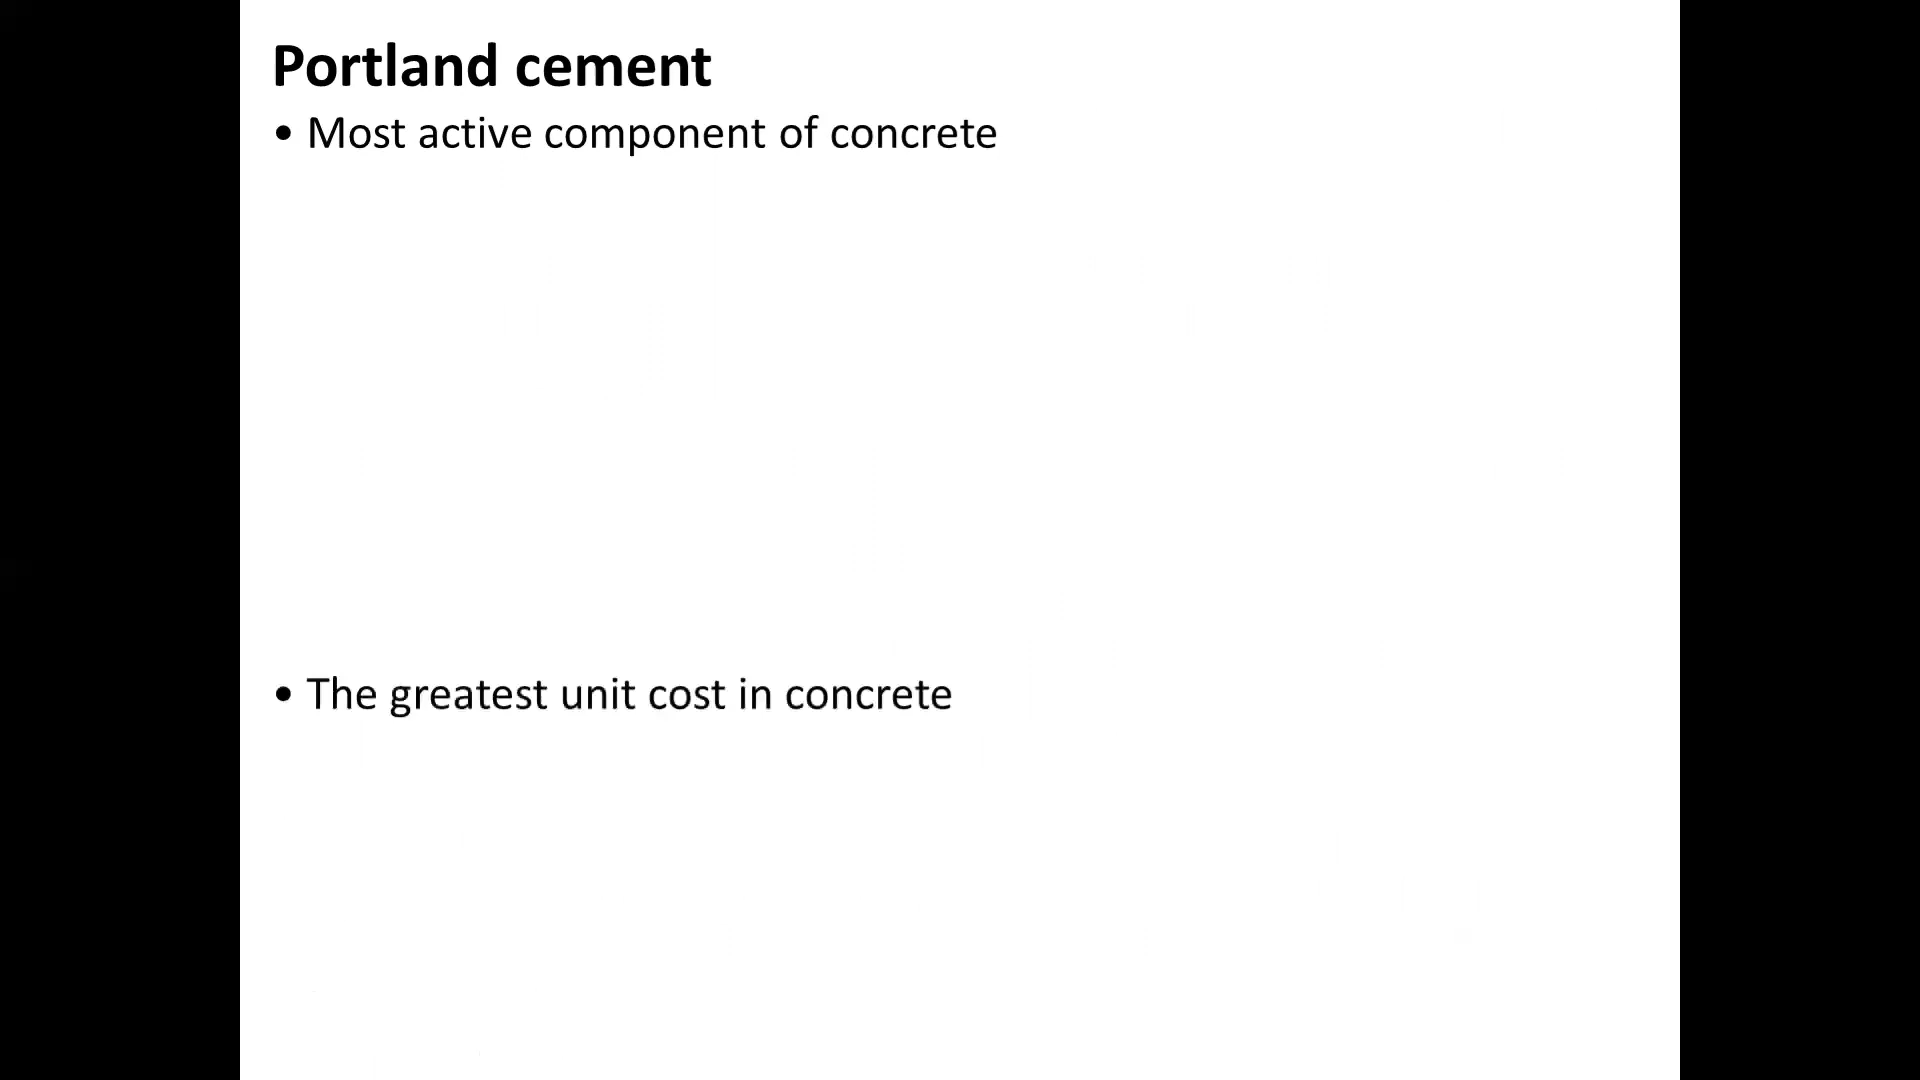 Portland cement
• Most active component of concrete
• The greatest unit cost in concrete